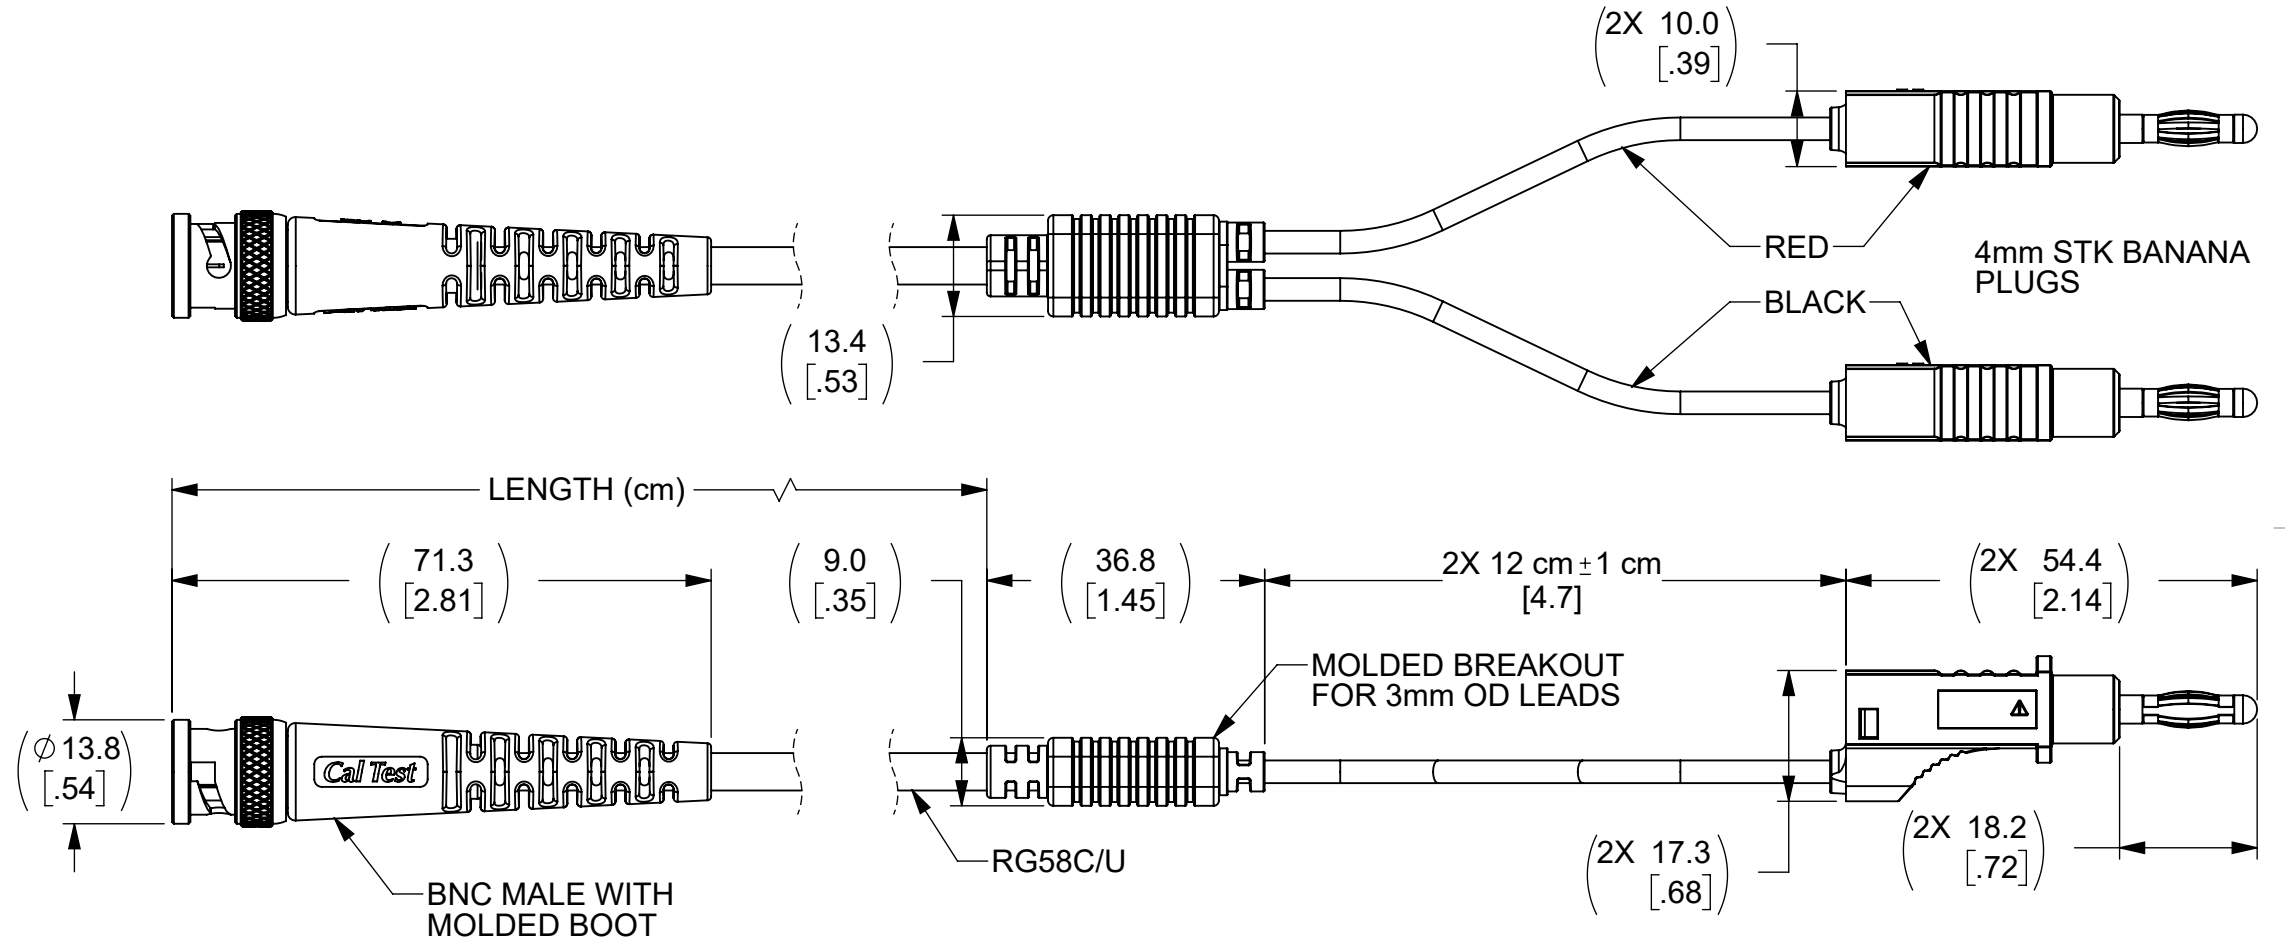 (2X 10.0
[.39])
RED
4mm STK BANANA
PLUGS
BLACK
(13.4
[.53])
LENGTH (cm)
(71.3
[2.81])
(9.0
[.35])
(36.8
[1.45])
2X 12 cm±1 cm
[4.7]
(2X 54.4
[2.14])
MOLDED BREAKOUT
FOR 3mm OD LEADS
(∅13.8
[.54])
Cal Test
RG58C/U
(2X 17.3
[.68])
(2X 18.2
[.72])
BNC MALE WITH
MOLDED BOOT